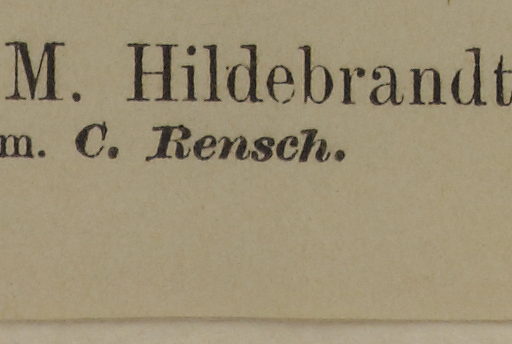 M. Hildebrandt
m. C. Rensch.